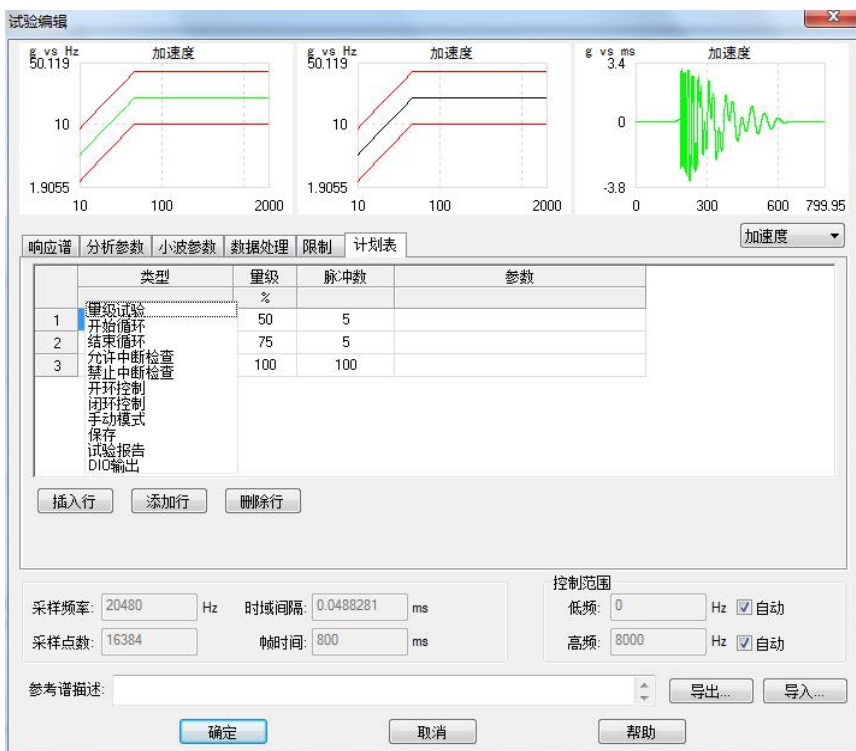 试验编辑
g vs Hz 加速度
50.119
10
1.9055
10 100 2000
g vs Hz 加速度
50.119
10
1.9055
10 100 2000
g vs ms 加速度
3.4
0
-3.8
0 300 600 799.95
加速度
响应谱 分析参数 小波参数 数据处理 限制 计划表
类型 量级 脉冲数 参数
%
1 50 5
2 75 5
3 100 100
量级试验
开始循环
结束循环
允许中断检查
禁止中断检查
开环控制
闭环控制
手动模式
保存
试验报告
DIO输出
插入行 添加行 删除行
控制范围
采样频率: 20480 Hz 时域间隔: 0.0488281 ms 低频: 0 Hz 自动
采样点数: 16384 帧时间: 800 ms 高频: 8000 Hz 自动
参考谱描述: 导出... 导入...
确定 取消 帮助